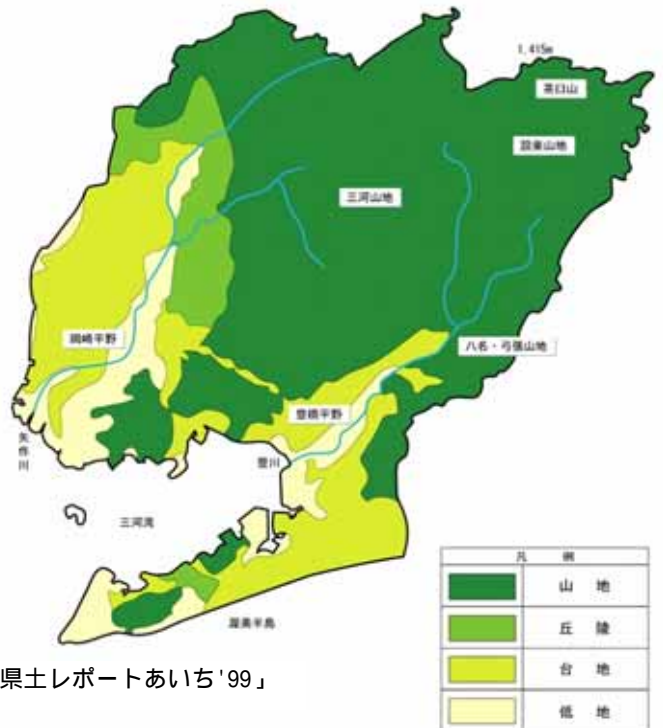 1,415m
茶臼山
設楽山地
三河山地
岡崎平野
八名・弓張山地
豊橋平野
矢作川
豊川
三河湾
渥美半島
凡 例
山 地
丘 陵
台 地
低 地
県土レポートあいち'99」